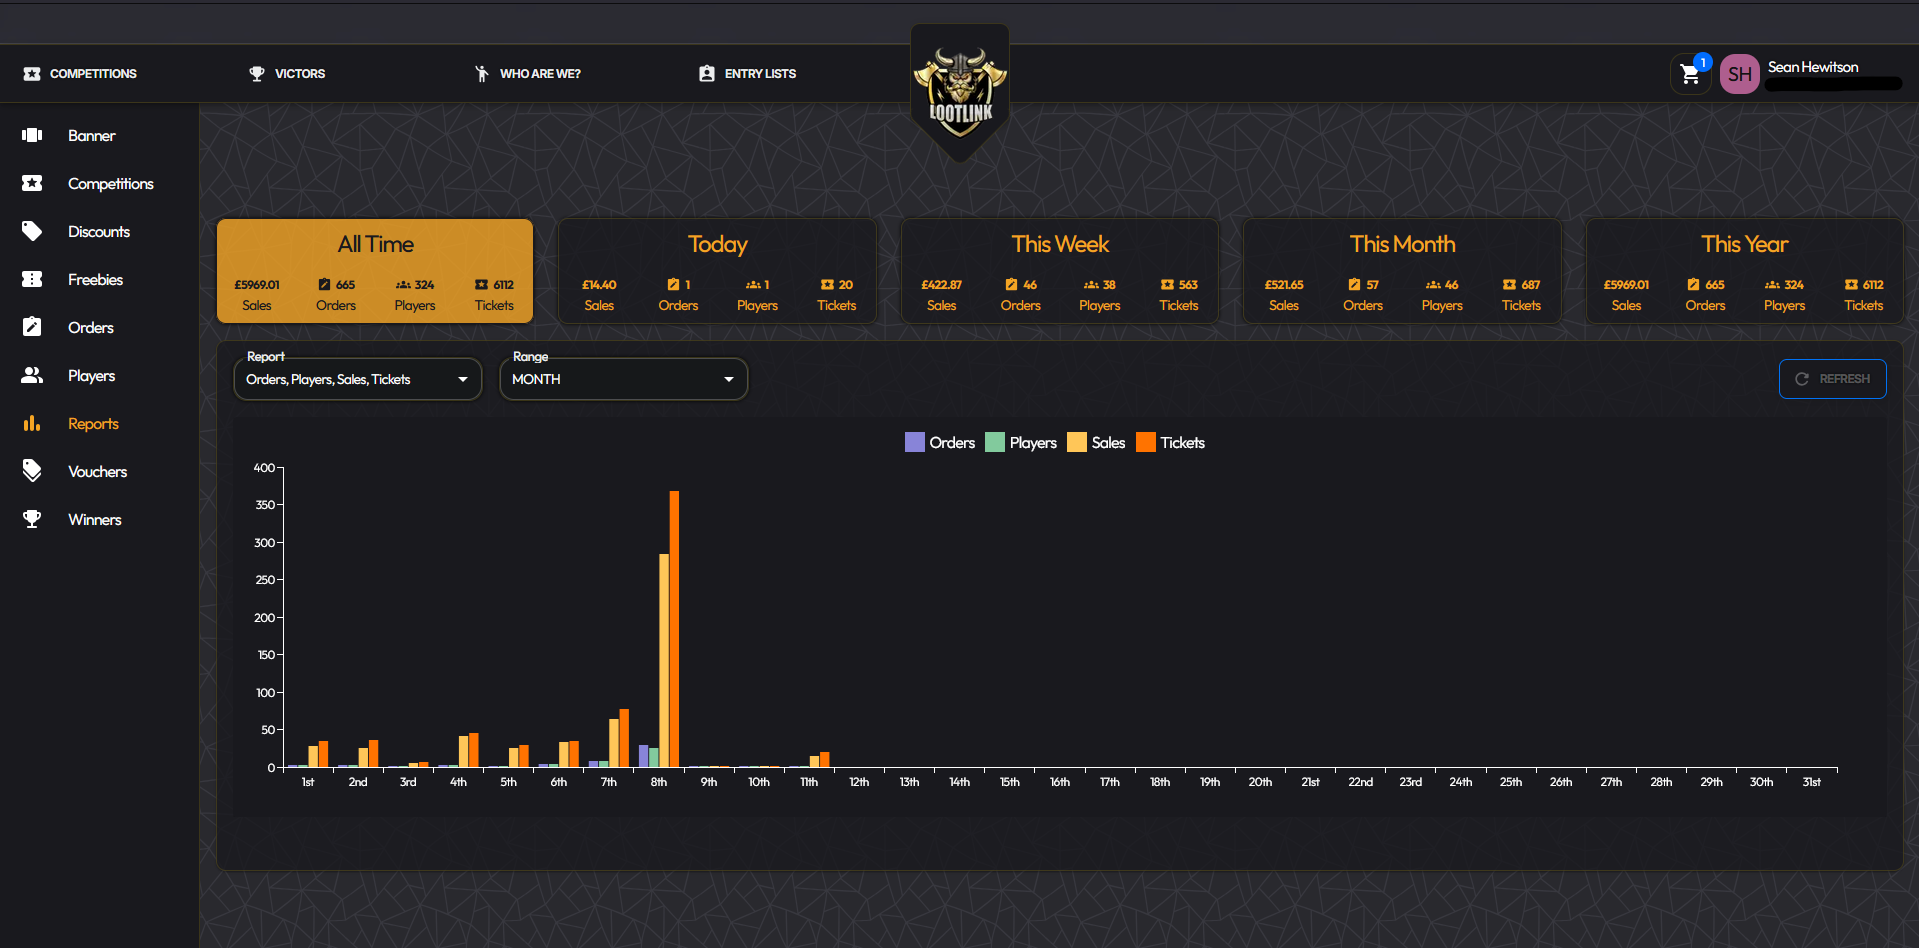 COMPETITIONS
VICTORS
WHO ARE WE?
ENTRY LISTS
LOOTLINK
1
SH
Sean Hewitson
Banner
Competitions
Discounts
Freebies
Orders
Players
Reports
Vouchers
Winners
All Time
£5969.01 665 324 6112
Sales Orders Players Tickets
Today
£14.40 1 1 20
Sales Orders Players Tickets
This Week
£422.87 46 38 563
Sales Orders Players Tickets
This Month
£521.65 57 46 687
Sales Orders Players Tickets
This Year
£5969.01 665 324 6112
Sales Orders Players Tickets
Report
Orders, Players, Sales, Tickets
Range
MONTH
REFRESH
Orders Players Sales Tickets
400
350
300
250
200
150
100
50
0
1st 2nd 3rd 4th 5th 6th 7th 8th 9th 10th 11th 12th 13th 14th 15th 16th 17th 18th 19th 20th 21st 22nd 23rd 24th 25th 26th 27th 28th 29th 30th 31st